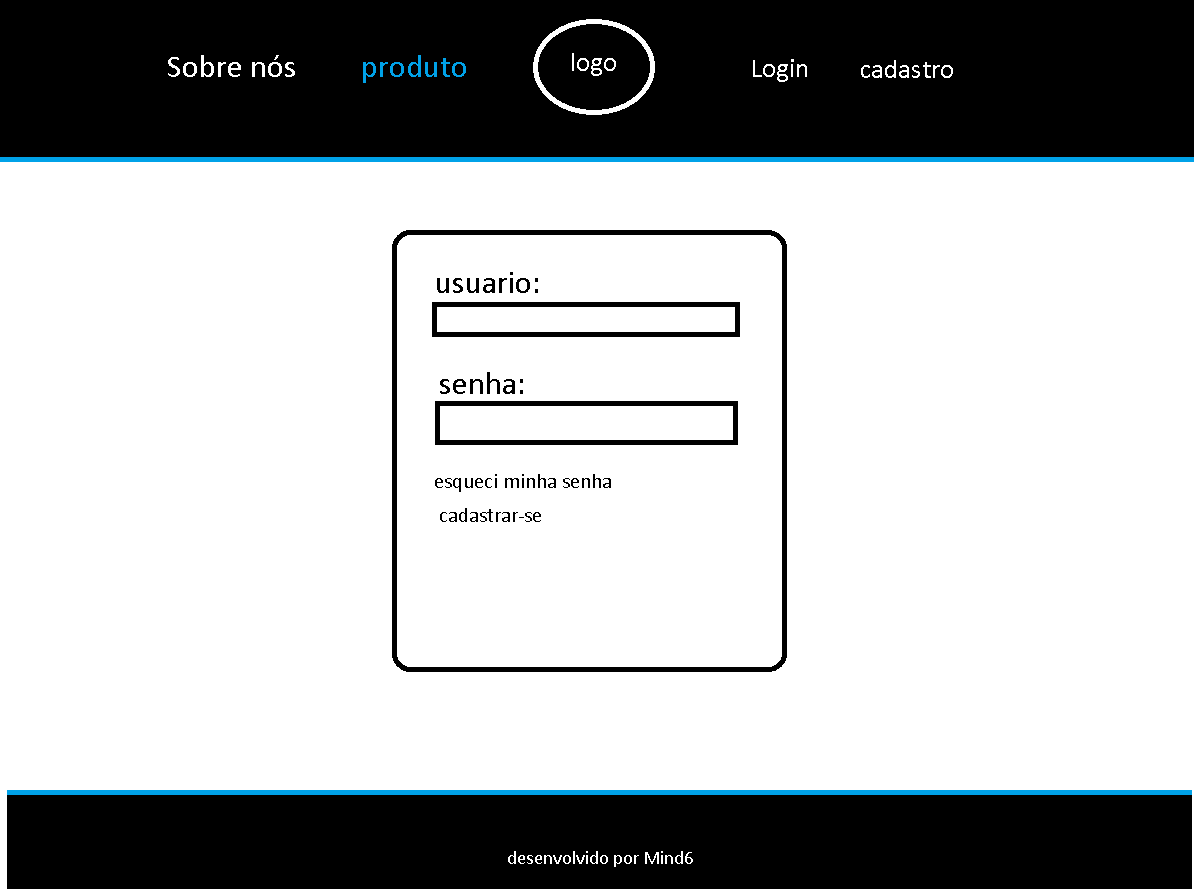 Sobre nós produto logo Login cadastro
usuario:
senha:
esqueci minha senha
cadastrar-se
desenvolvido por Mind6